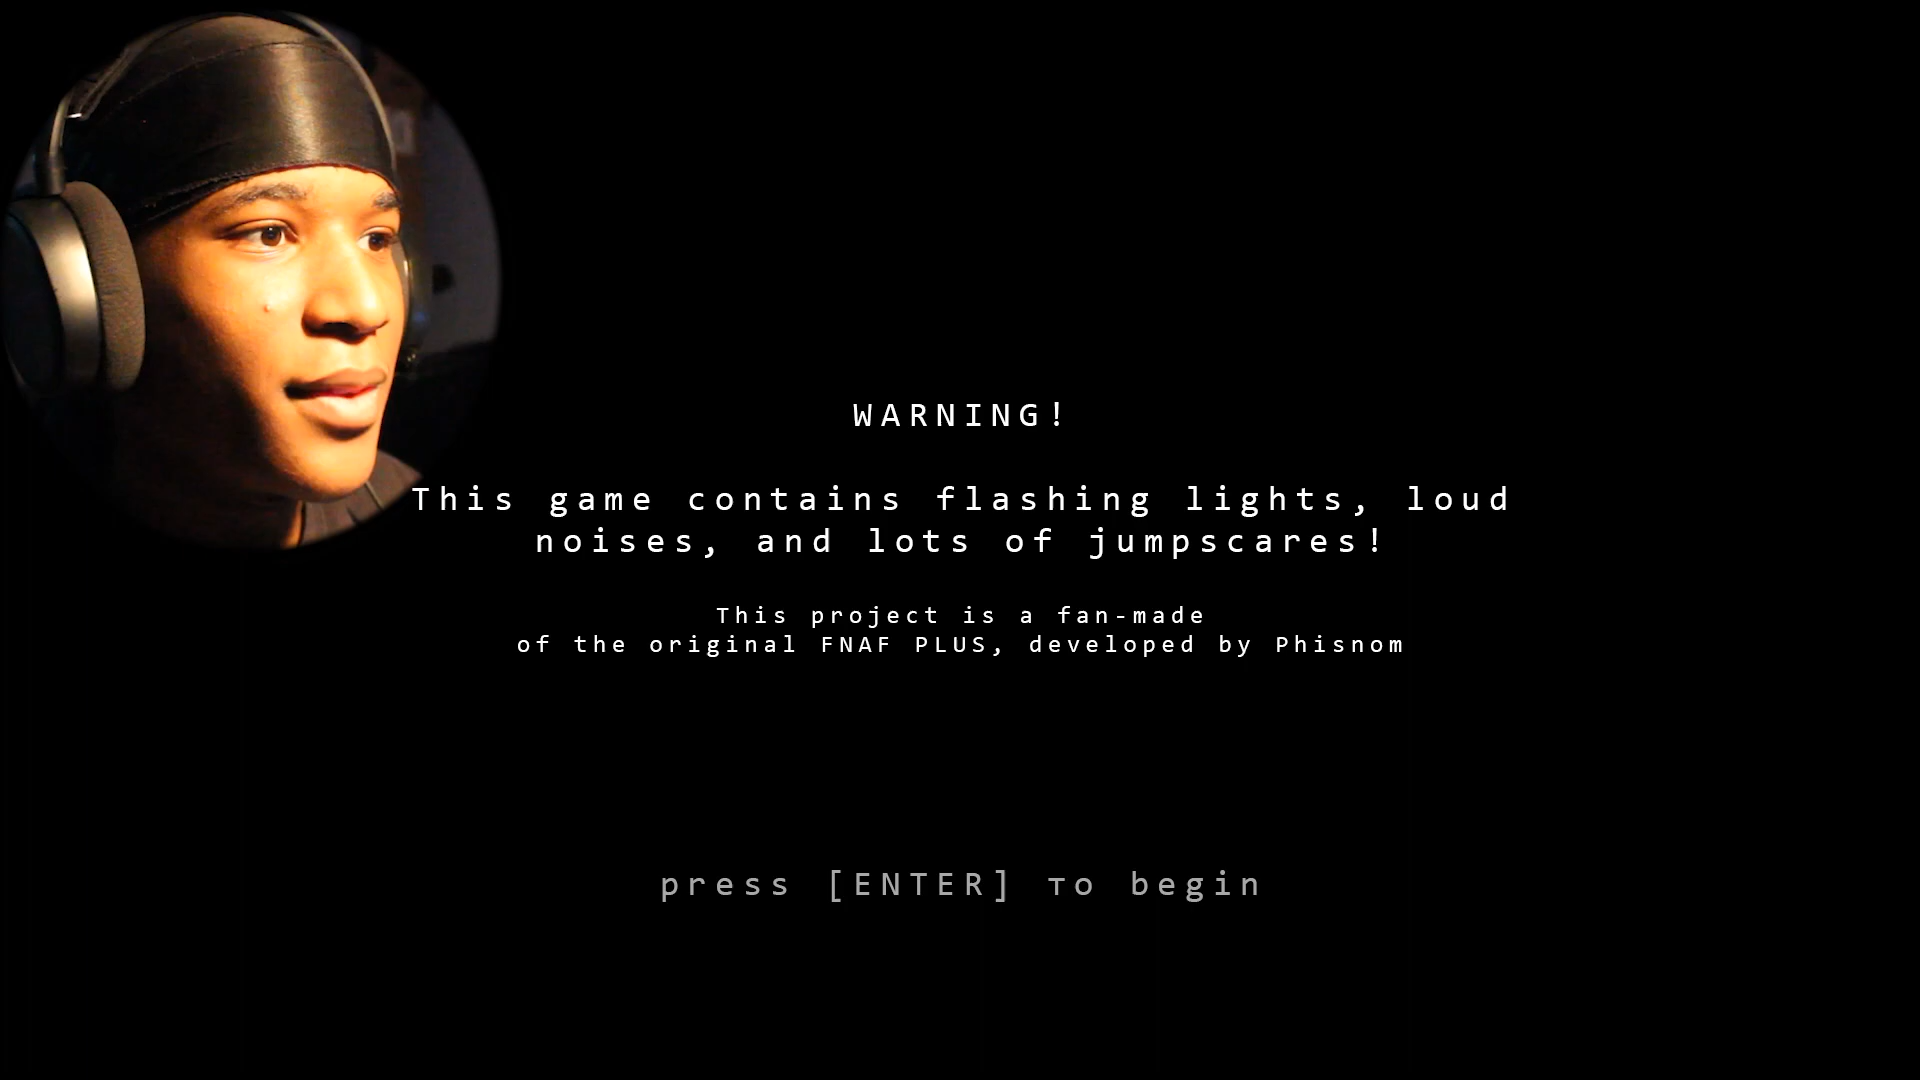 WARNING!
This game contains flashing lights, loud
noises, and lots of jumpscares!
This project is a fan-made
of the original FNAF PLUS, developed by Phisnom
press [ENTER] тo begin